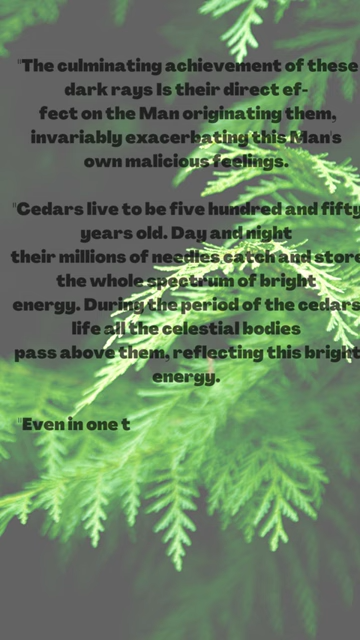 "The culminating achievement of these
dark rays Is their direct ef-
fect on the Man originating them,
invariably exacerbating this Man's
own malicious feelings.
"Cedars live to be five hundred and fifty
years old. Day and night
their millions of needles catch and store
the whole spectrum of bright
energy. During the period of the cedars
life all the celestial bodies
pass above them, reflecting this bright
energy.
"Even in one t